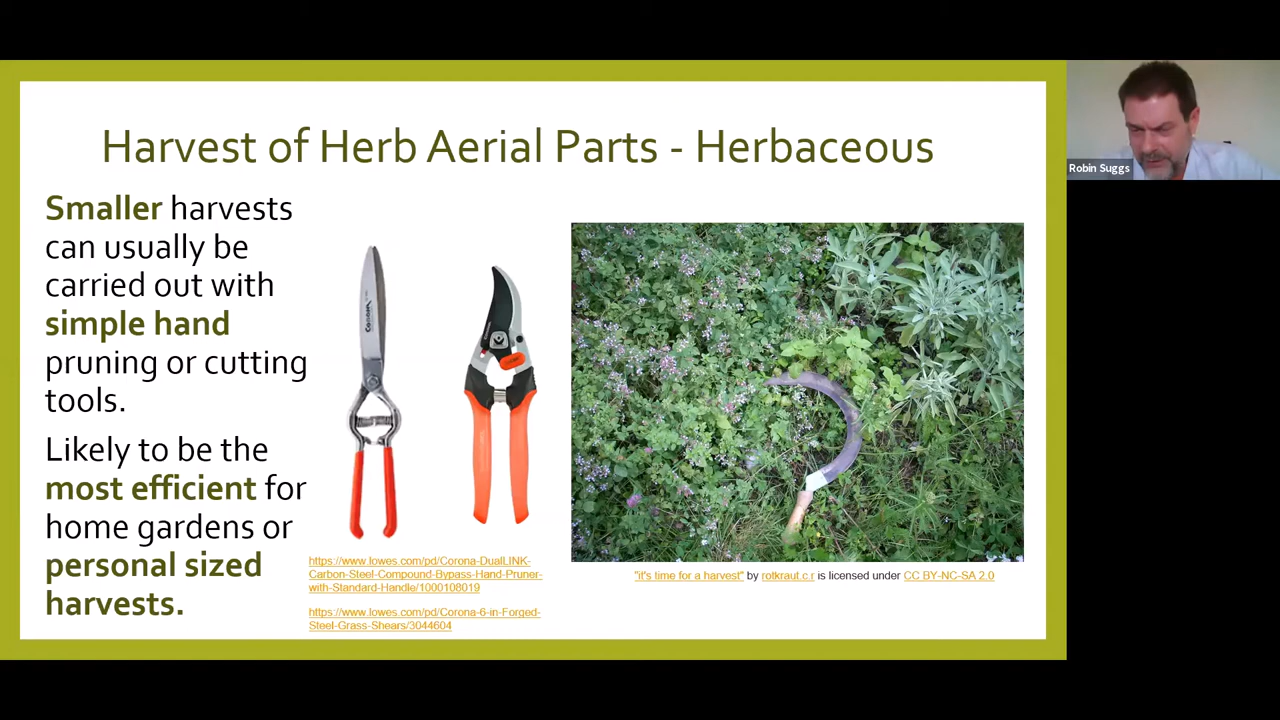 Harvest of Herb Aerial Parts - Herbaceous
Smaller harvests
can usually be
carried out with
simple hand
pruning or cutting
tools.
Likely to be the
most efficient for
home gardens or
personal sized
harvests.
CORONA
https://www.lowes.com/pd/Corona-DualLINK-
Carbon-Steel-Compound-Bypass-Hand-Pruner-
with-Standard-Handle/1000108019
https://www.lowes.com/pd/Corona-6-in-Forged-
Steel-Grass-Shears/3044604
"it's time for a harvest" by rotkraut.c.r is licensed under CC BY-NC-SA 2.0
Robin Suggs